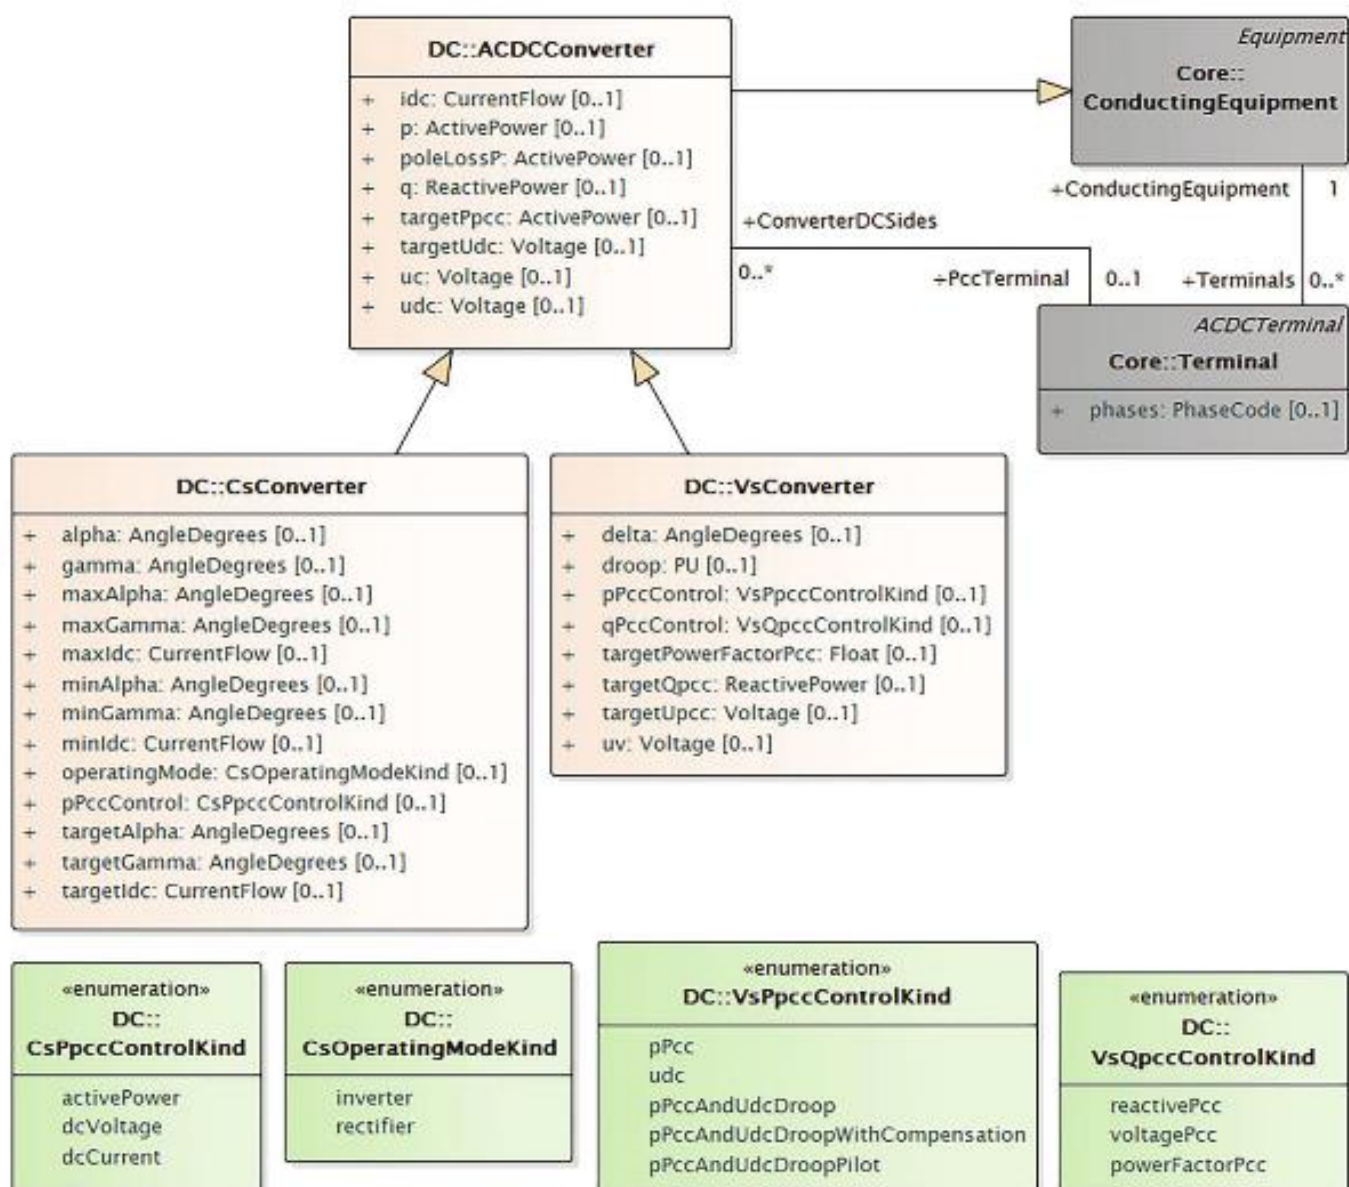 DC::ACDCConverter
+ idc: CurrentFlow [0..1]
+ p: ActivePower [0..1]
+ poleLossP: ActivePower [0..1]
+ q: ReactivePower [0..1]
+ targetPpcc: ActivePower [0..1]
+ targetUdc: Voltage [0..1]
+ uc: Voltage [0..1]
+ udc: Voltage [0..1]
Equipment
Core::
ConductingEquipment
+ConductingEquipment 1
+ConverterDCSides
0..*
+PccTerminal 0..1
+Terminals 0..*
ACDCTerminal
Core::Terminal
+ phases: PhaseCode [0..1]
DC::CsConverter
+ alpha: AngleDegrees [0..1]
+ gamma: AngleDegrees [0..1]
+ maxAlpha: AngleDegrees [0..1]
+ maxGamma: AngleDegrees [0..1]
+ maxIdc: CurrentFlow [0..1]
+ minAlpha: AngleDegrees [0..1]
+ minGamma: AngleDegrees [0..1]
+ minIdc: CurrentFlow [0..1]
+ operatingMode: CsOperatingModeKind [0..1]
+ pPccControl: CsPpccControlKind [0..1]
+ targetAlpha: AngleDegrees [0..1]
+ targetGamma: AngleDegrees [0..1]
+ targetIdc: CurrentFlow [0..1]
DC::VsConverter
+ delta: AngleDegrees [0..1]
+ droop: PU [0..1]
+ pPccControl: VsPpccControlKind [0..1]
+ qPccControl: VsQpccControlKind [0..1]
+ targetPowerFactorPcc: Float [0..1]
+ targetQpcc: ReactivePower [0..1]
+ targetUpcc: Voltage [0..1]
+ uv: Voltage [0..1]
«enumeration»
DC::
CsPpccControlKind
activePower
dcVoltage
dcCurrent
«enumeration»
DC::
CsOperatingModeKind
inverter
rectifier
«enumeration»
DC::VsPpccControlKind
pPcc
udc
pPccAndUdcDroop
pPccAndUdcDroopWithCompensation
pPccAndUdcDroopPilot
«enumeration»
DC::
VsQpccControlKind
reactivePcc
voltagePcc
powerFactorPcc